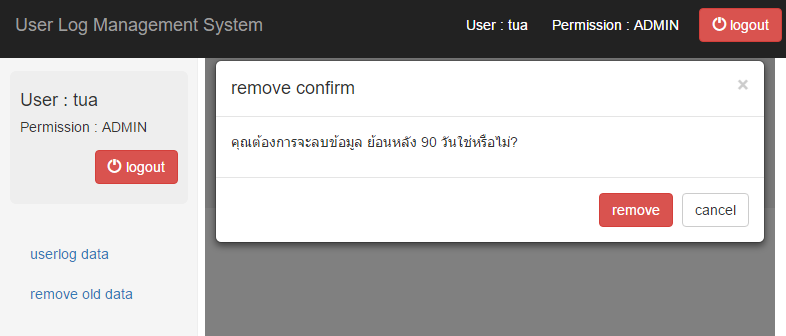 User Log Management System
User : tua
Permission : ADMIN
logout
User : tua
Permission : ADMIN
logout
userlog data
remove old data
remove confirm
×
คุณต้องการจะลบข้อมูล ย้อนหลัง 90 วันใช่หรือไม่?
remove
cancel